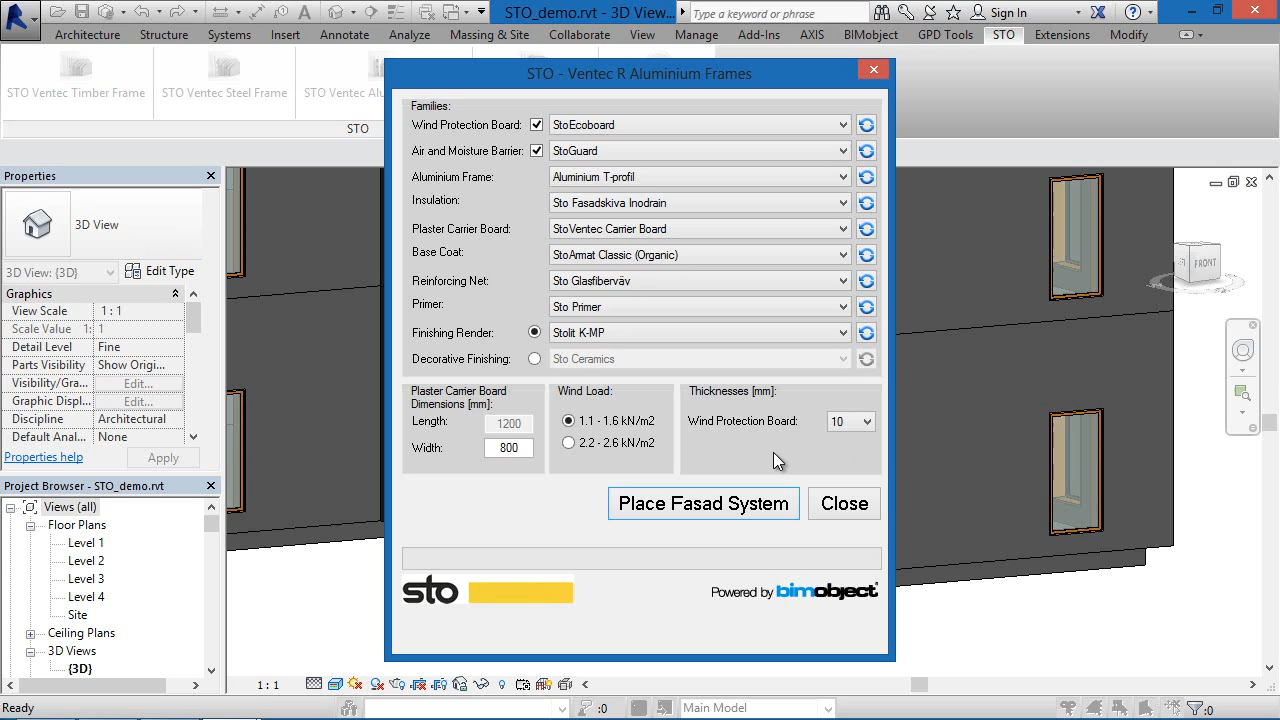 STO_demo.rvt - 3D View...
Type a keyword or phrase
Sign In
Architecture Structure Systems Insert Annotate Analyze Massing & Site Collaborate View Manage Add-Ins AXIS BIMobject GPD Tools STO Extensions Modify
STO Ventec Timber Frame STO Ventec Steel Frame STO Ventec Alu
STO
STO - Ventec R Aluminium Frames
Families:
Wind Protection Board: StoEcoboard
Air and Moisture Barrier: StoGuard
Aluminium Frame: Aluminium T-profil
Insulation: Sto Fasadskiva Inodrain
Plaster Carrier Board: StoVentec Carrier Board
Base Coat: StoArmat Classic (Organic)
Reinforcing Net: Sto Glasfiberväv
Primer: Sto Primer
Finishing Render: Stolit K-MP
Decorative Finishing: Sto Ceramics
Plaster Carrier Board
Dimensions [mm]:
Length: 1200
Width: 800
Wind Load:
1.1 - 1.6 kN/m2
2.2 - 2.6 kN/m2
Thicknesses [mm]:
Wind Protection Board: 10
Place Fasad System Close
sto
Powered by bimobject
Properties
3D View
3D View: {3D} Edit Type
Graphics
View Scale 1 : 1
Scale Value 1: 1
Detail Level Fine
Parts Visibility Show Origi...
Visibility/Gra... Edit...
Graphic Displ... Edit...
Discipline Architectural
Default Anal... None
Properties help Apply
Project Browser - STO_demo.rvt
Views (all)
Floor Plans
Level 1
Level 2
Level 3
Level 4
Site
Ceiling Plans
3D Views
{3D}
FRONT
1 : 1
Ready
:0
Main Model
:0